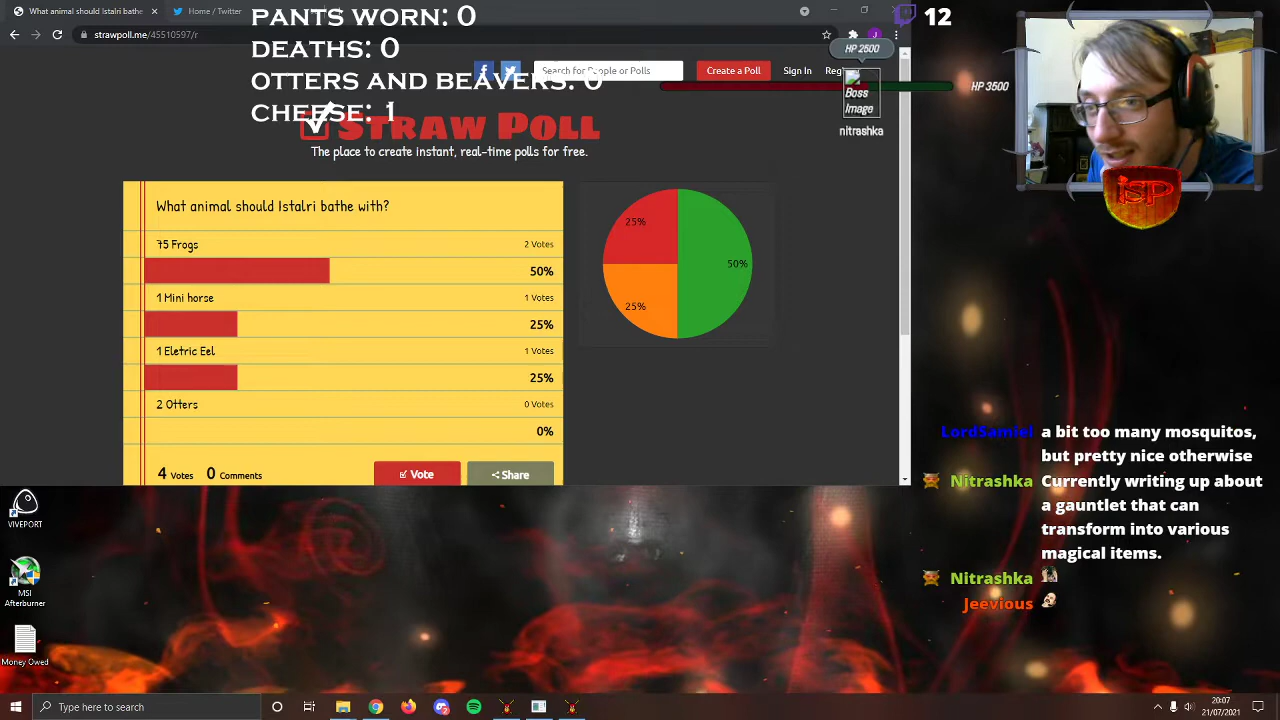 What animal should Istalri bathe
Home / Twitter
PANTS WORN: 0
12
strawpoll.me/45510597/r
DEATHS: 0
HP 2500
Search for People or Polls
Create a Poll
Sign In
OTTERS AND BEAVERS: 0
HP 3500
Boss Image
CHEESE: 1
STRAW POLL
nitrashka
The place to create instant, real-time polls for free.
iSP
What animal should Istalri bathe with?
75 Frogs 2 Votes
50%
1 Mini horse 1 Votes
25%
1 Eletric Eel 1 Votes
25%
2 Otters 0 Votes
0%
4 Votes 0 Comments
Vote
Share
25%
50%
25%
LordSamiel a bit too many mosquitos,
but pretty nice otherwise
Nitrashka Currently writing up about
a gauntlet that can
transform into various
magical items.
Nitrashka
Jeevious
VIVEPORT
MSI
Afterburner
Money Owed
Type here to search
20:07
21/07/2021